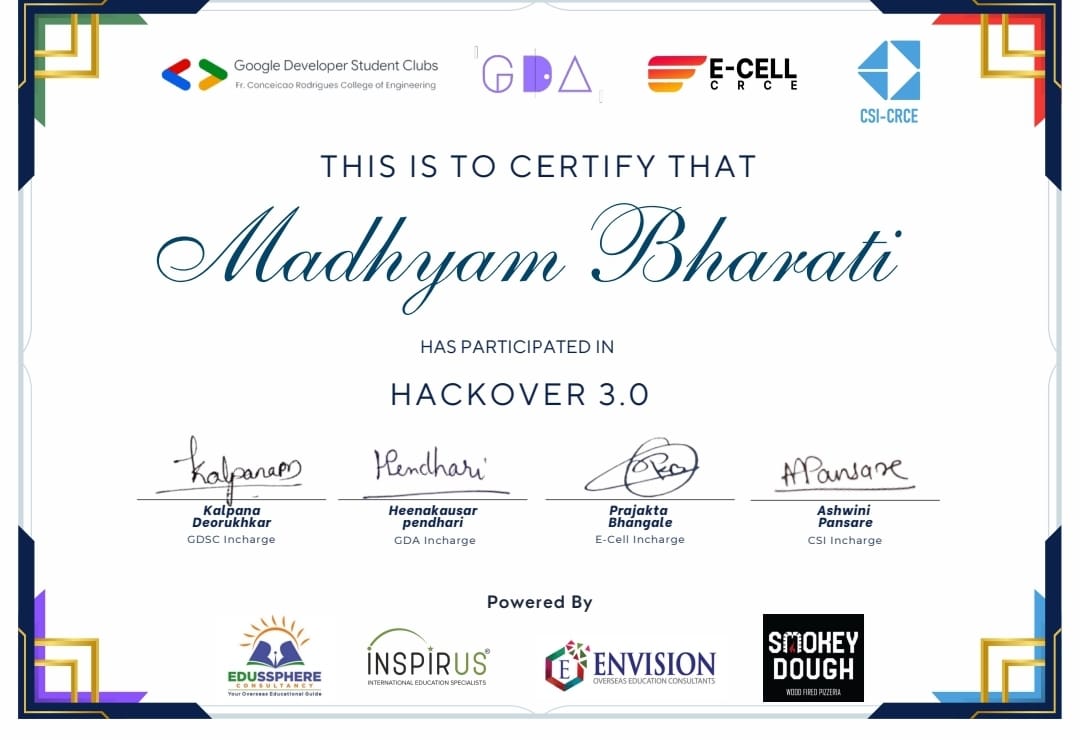 Google Developer Student Clubs
Fr. Conceicao Rodrigues College of Engineering
GDA
E-CELL
CRCE
CSI-CRCE
THIS IS TO CERTIFY THAT
Madhyam Bharati
HAS PARTICIPATED IN
HACKOVER 3.0
Hendhari
APansare
Kalpana
Deorukhkar
GDSC Incharge
Heenakausar
pendhari
GDA Incharge
Prajakta
Bhangale
E-Cell Incharge
Ashwini
Pansare
CSI Incharge
Powered By
EDUSSPHERE
CONSULTANCY
Your Overseas Educational Guide
INSPIRUS®
INTERNATIONAL EDUCATION SPECIALISTS
E
ENVISION
OVERSEAS EDUCATION CONSULTANTS
SMOKEY
DOUGH
WOOD FIRED PIZZERIA